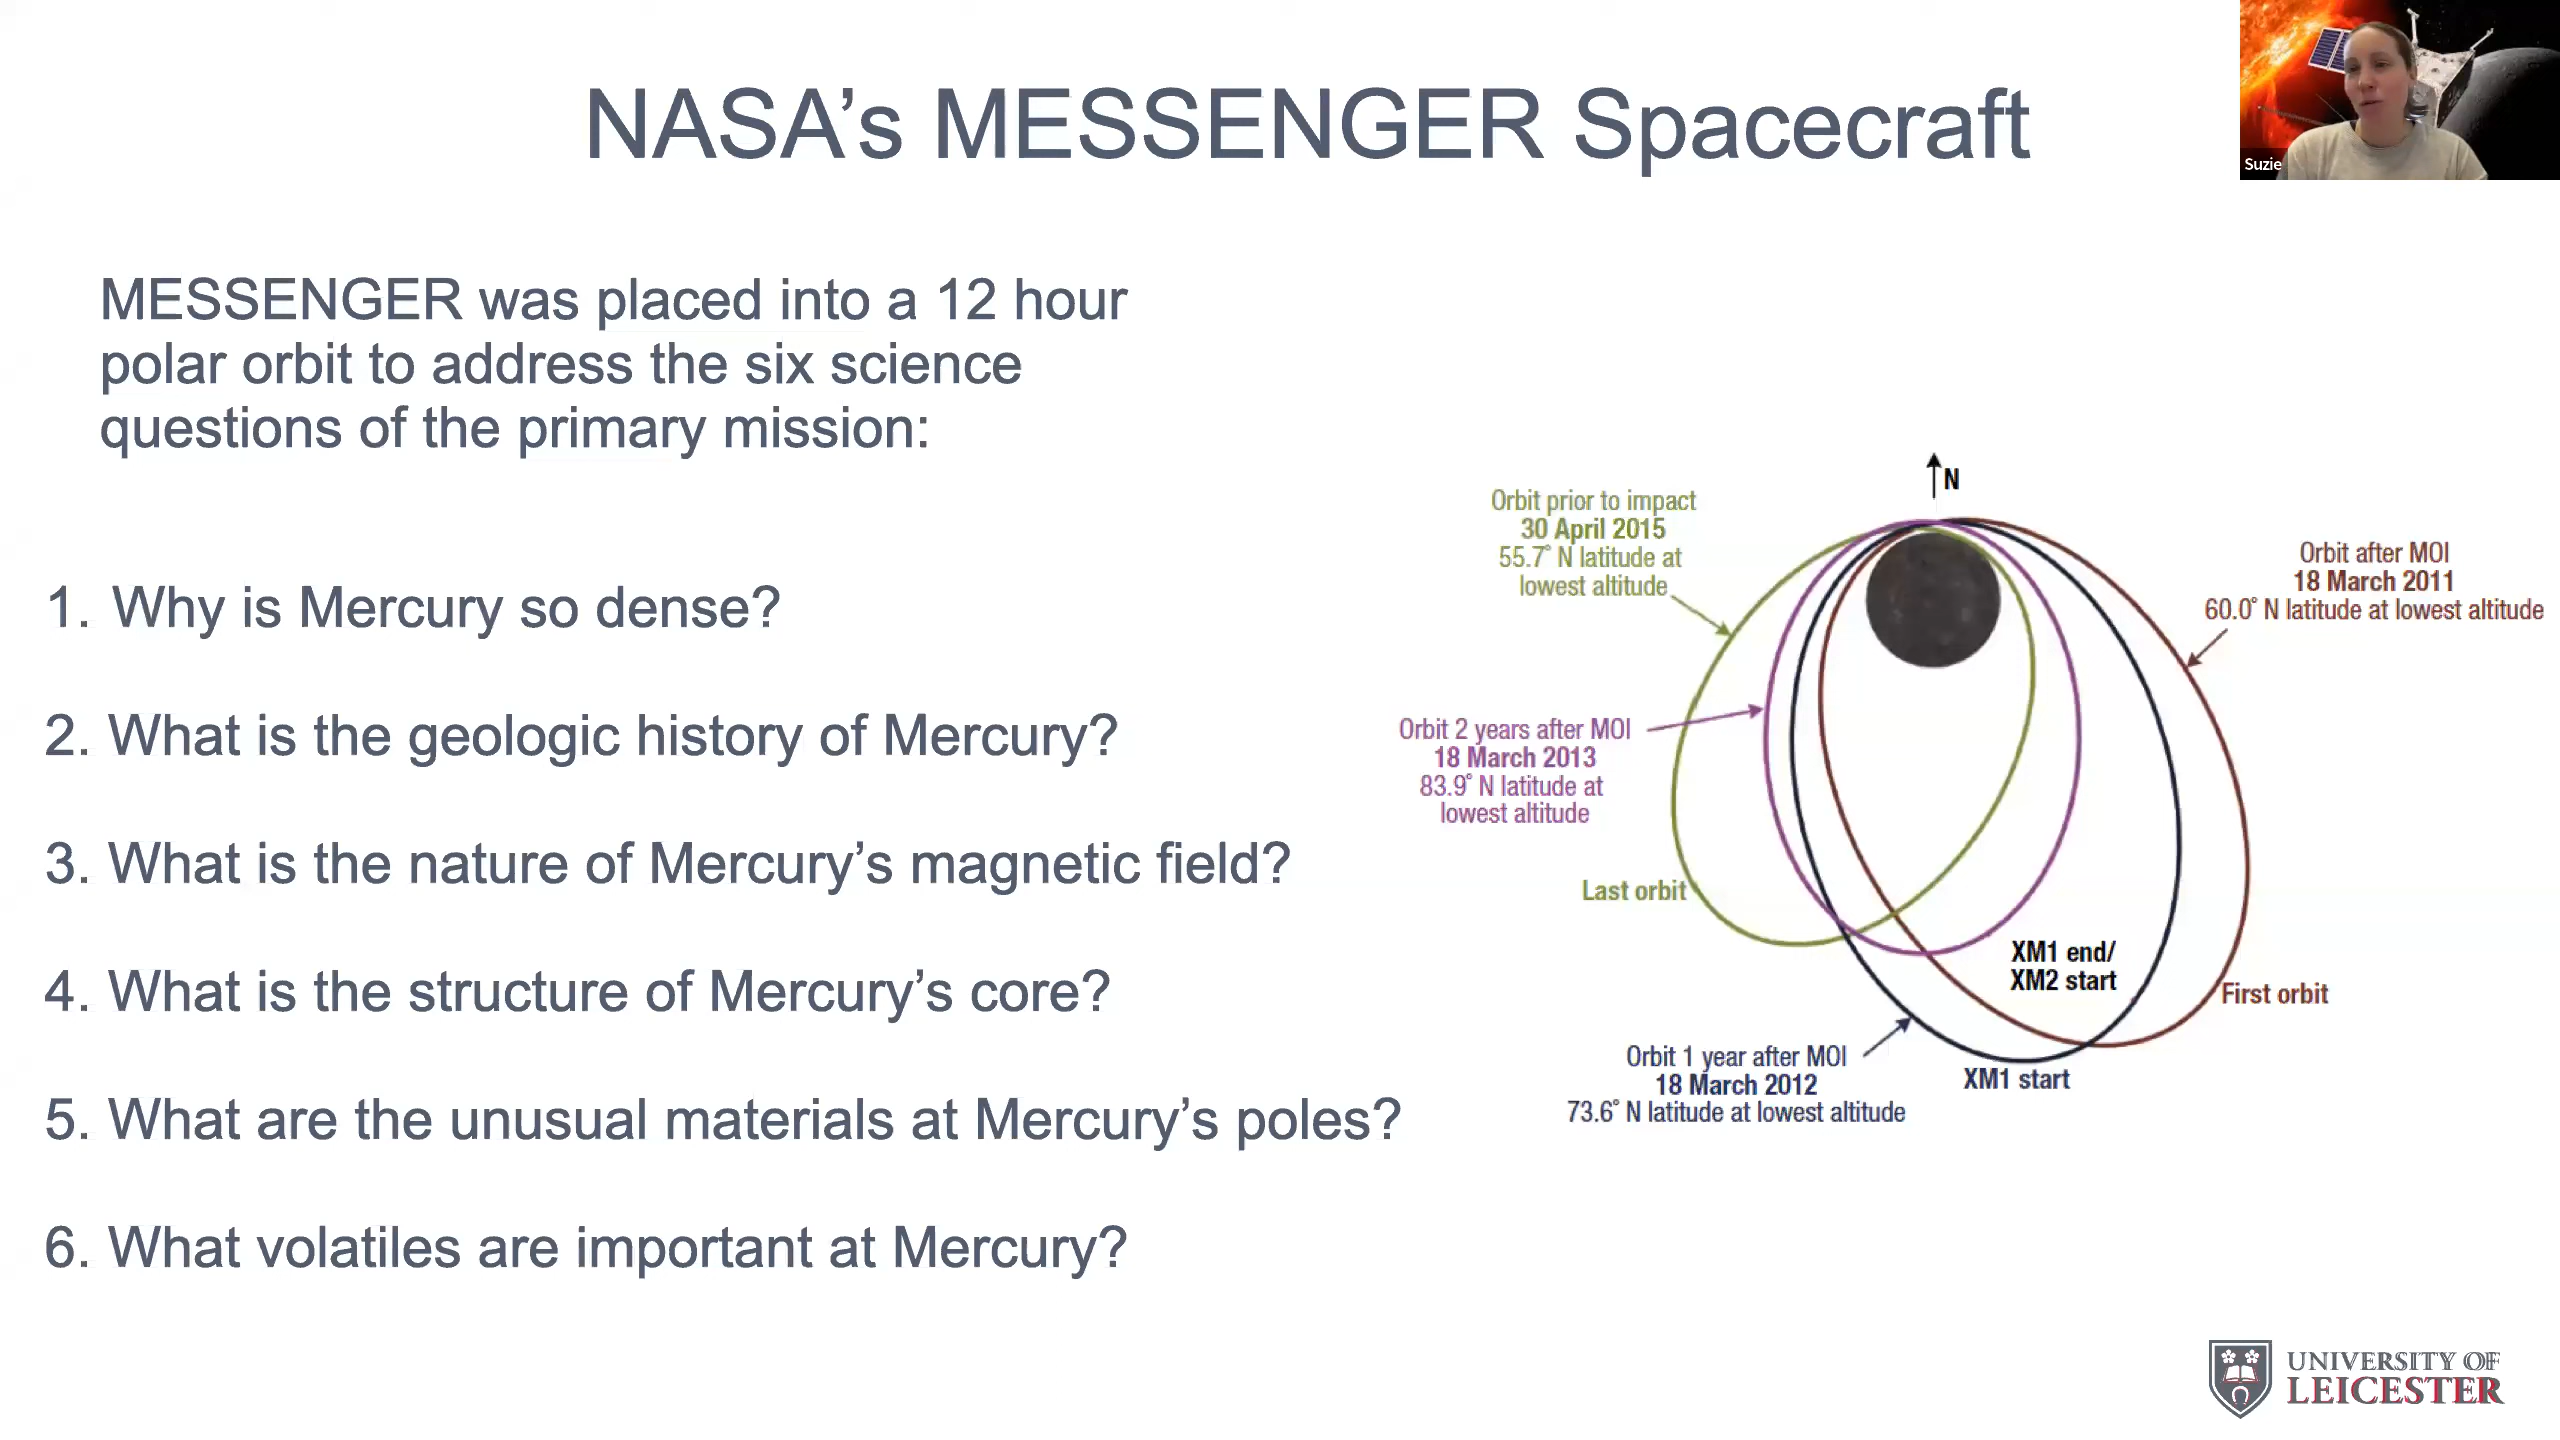 NASA’s MESSENGER Spacecraft
Suzie
MESSENGER was placed into a 12 hour
polar orbit to address the six science
questions of the primary mission:
1. Why is Mercury so dense?
2. What is the geologic history of Mercury?
3. What is the nature of Mercury’s magnetic field?
4. What is the structure of Mercury’s core?
5. What are the unusual materials at Mercury’s poles?
6. What volatiles are important at Mercury?
N
Orbit prior to impact
30 April 2015
55.7° N latitude at
lowest altitude
Orbit after MOI
18 March 2011
60.0° N latitude at lowest altitude
Orbit 2 years after MOI
18 March 2013
83.9° N latitude at
lowest altitude
Last orbit
XM1 end/
XM2 start
First orbit
Orbit 1 year after MOI
18 March 2012
73.6° N latitude at lowest altitude
XM1 start
UNIVERSITY OF
LEICESTER